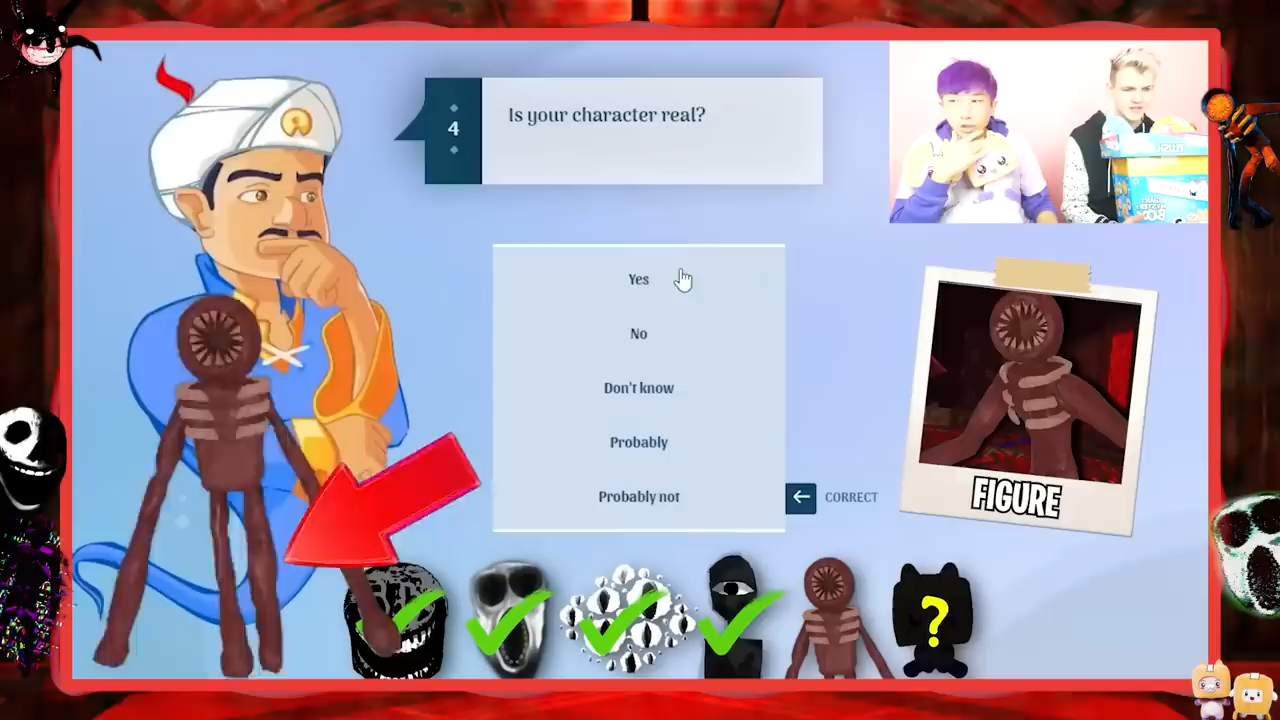 4
Is your character real?
Yes
No
Don't know
Probably
Probably not
CORRECT
FIGURE
?